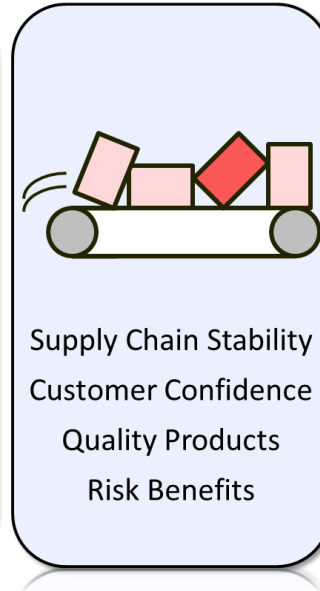 Supply Chain Stability
Customer Confidence
Quality Products
Risk Benefits